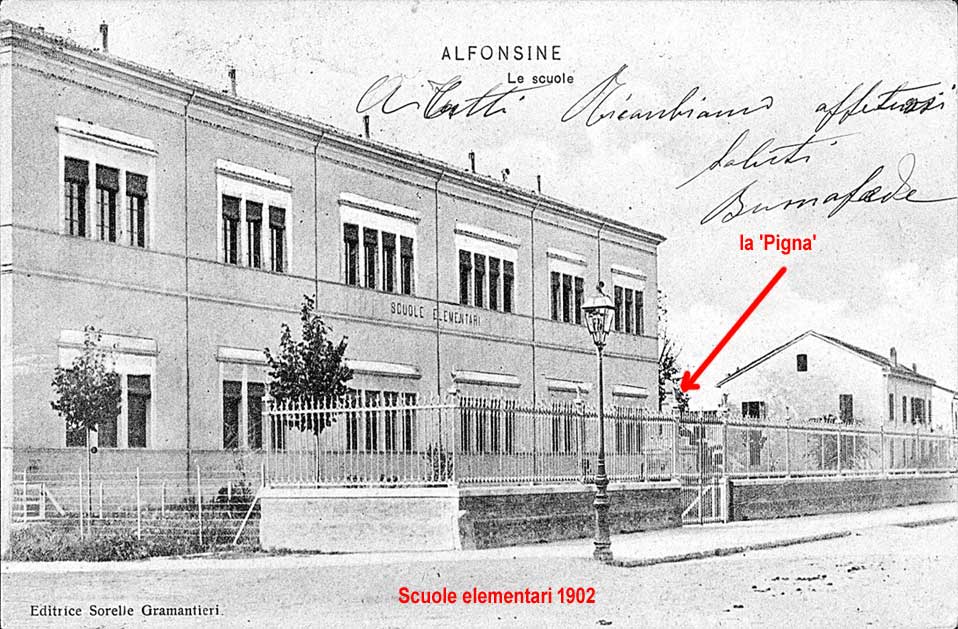 ALFONSINE
Le scuole
A tutti Ricambiamo affettuosi
Saluti
Buonafede
la 'Pigna'
SCUOLE ELEMENTARI
Scuole elementari 1902
Editrice Sorelle Gramantieri.